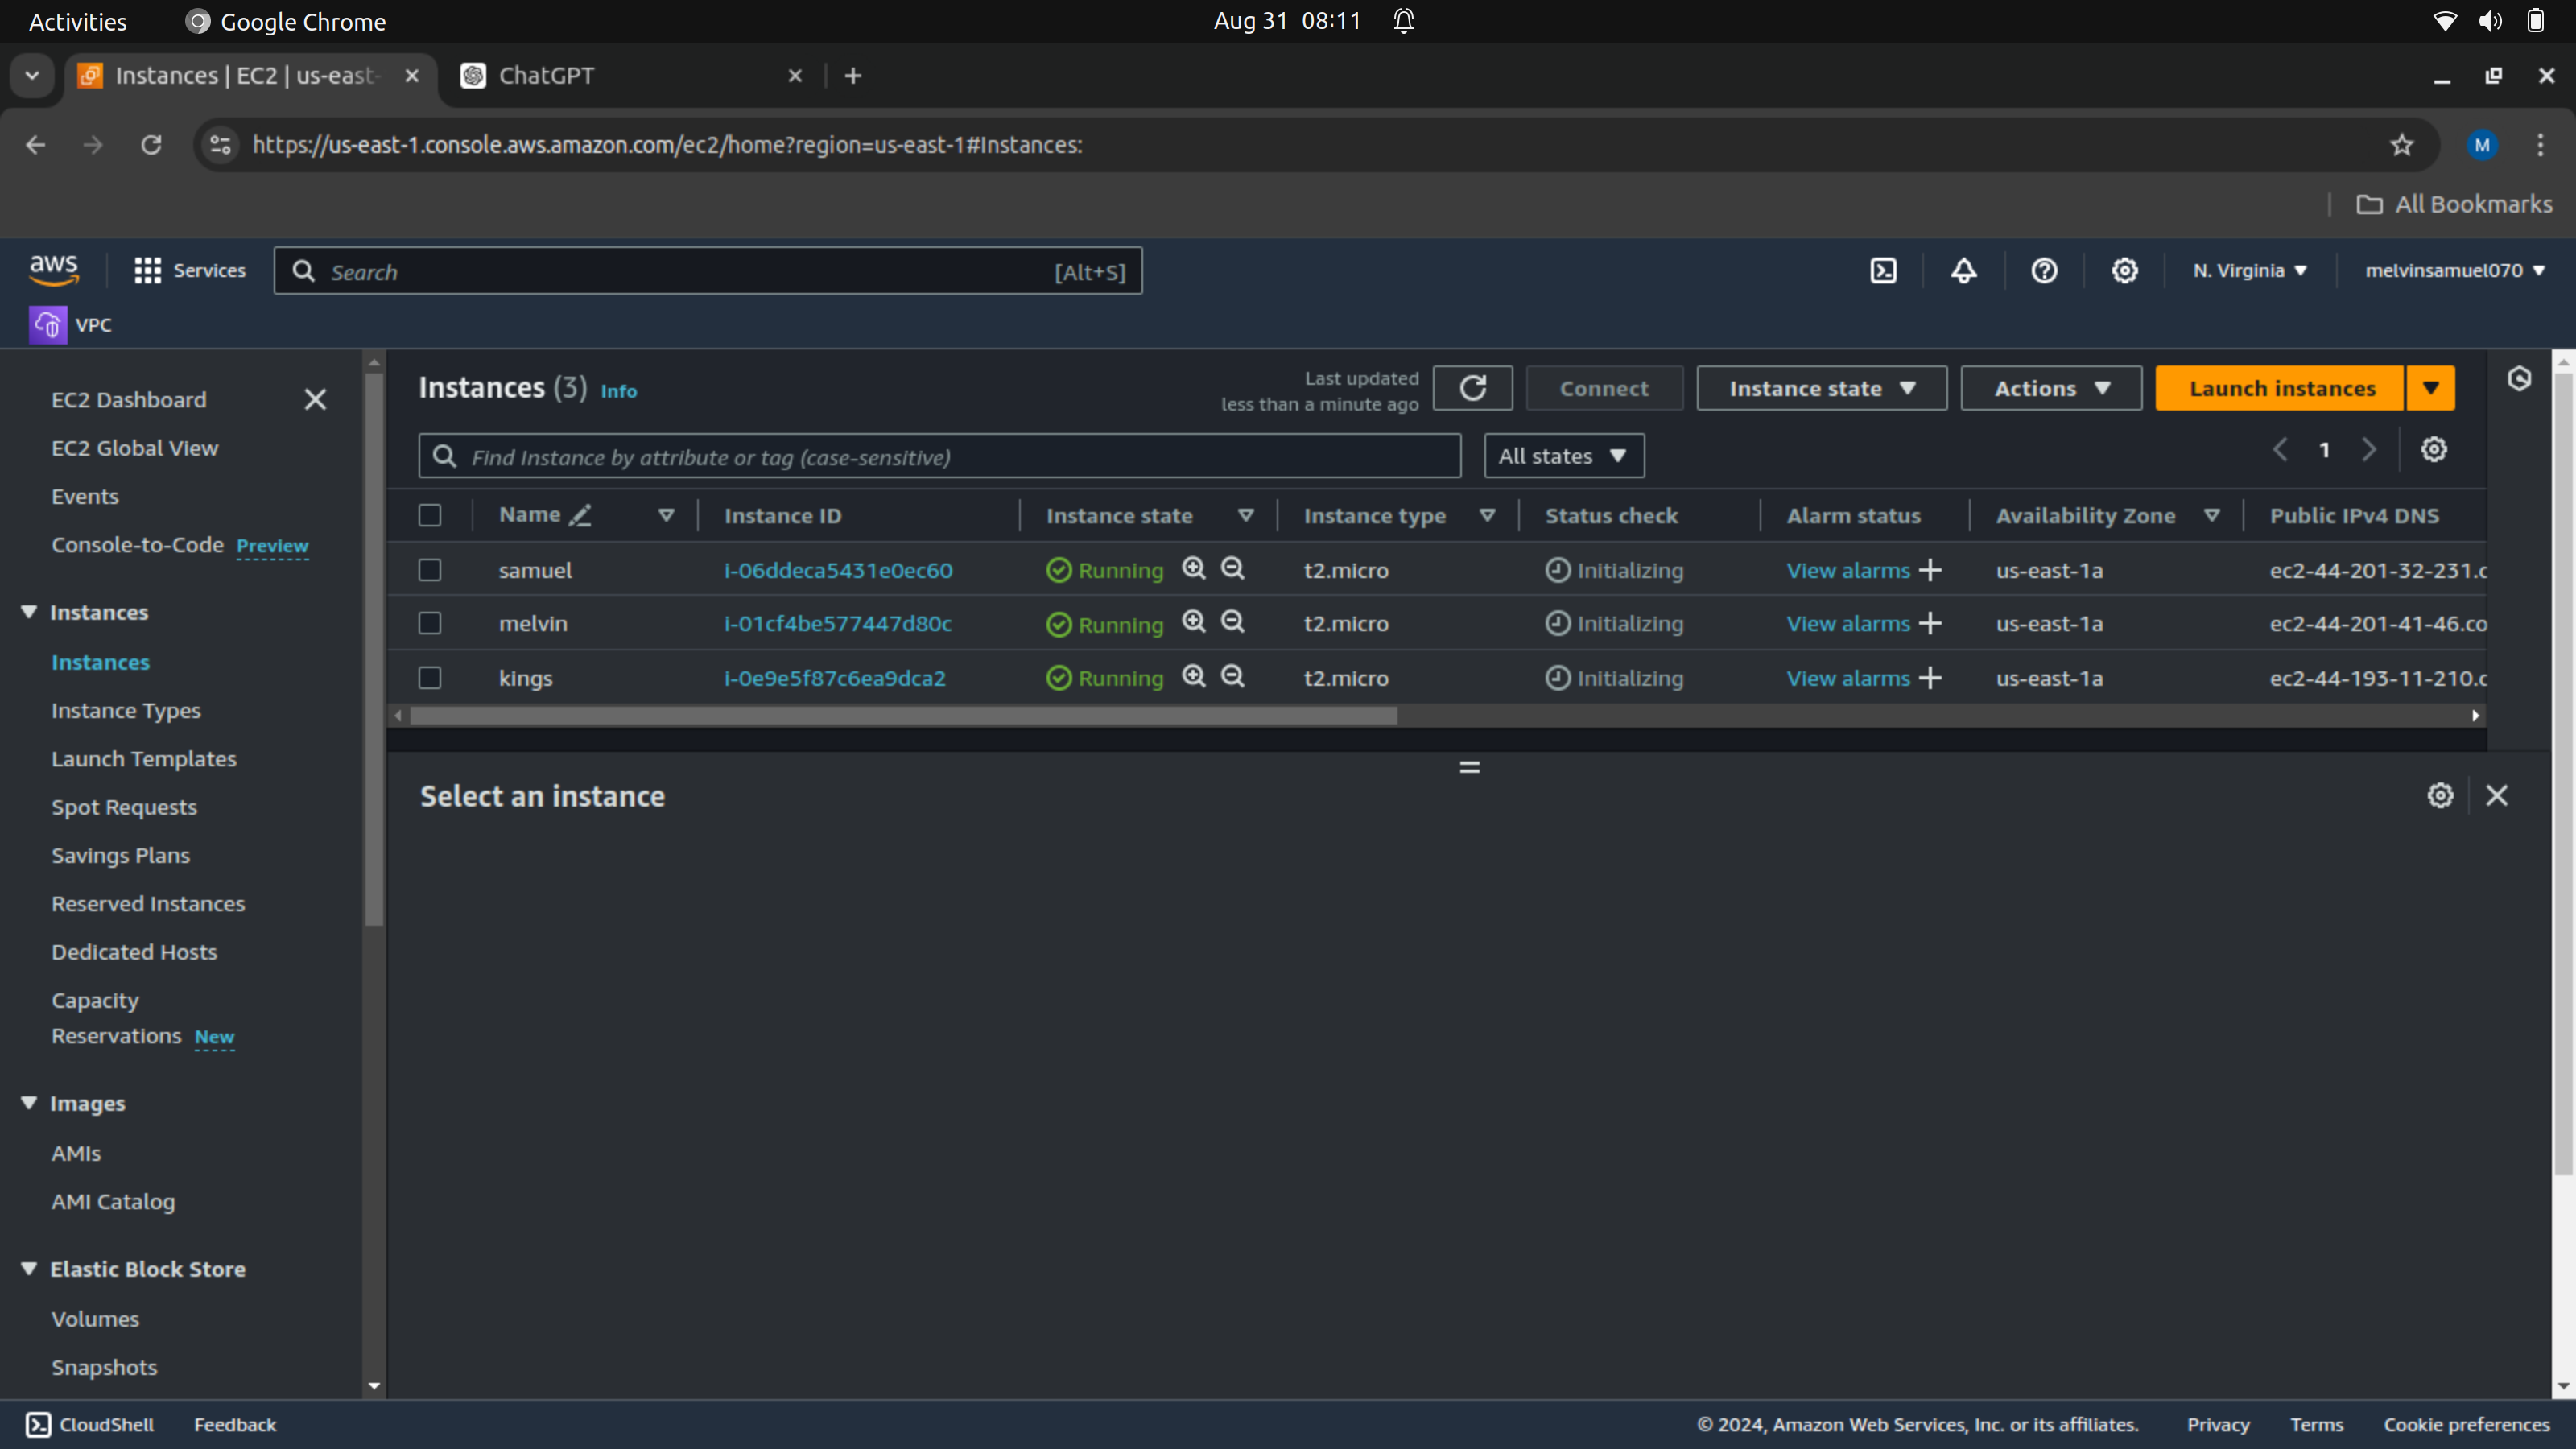 Activities Google Chrome Aug 31 08:11
Instances | EC2 | us-east- ChatGPT
https://us-east-1.console.aws.amazon.com/ec2/home?region=us-east-1#Instances: M
All Bookmarks
aws Services Search [Alt+S] N. Virginia melvinsamuel070
VPC
EC2 Dashboard
EC2 Global View
Events
Console-to-Code Preview
Instances
Instances
Instance Types
Launch Templates
Spot Requests
Savings Plans
Reserved Instances
Dedicated Hosts
Capacity
Reservations New
Images
AMIs
AMI Catalog
Elastic Block Store
Volumes
Snapshots
Instances (3) Info
Last updated
less than a minute ago
Connect Instance state Actions Launch instances
Find Instance by attribute or tag (case-sensitive) All states 1
Name Instance ID Instance state Instance type Status check Alarm status Availability Zone Public IPv4 DNS
samuel i-06ddeca5431e0ec60 Running t2.micro Initializing View alarms us-east-1a ec2-44-201-32-231.c
melvin i-01cf4be577447d80c Running t2.micro Initializing View alarms us-east-1a ec2-44-201-41-46.co
kings i-0e9e5f87c6ea9dca2 Running t2.micro Initializing View alarms us-east-1a ec2-44-193-11-210.c
Select an instance
CloudShell Feedback © 2024, Amazon Web Services, Inc. or its affiliates. Privacy Terms Cookie preferences